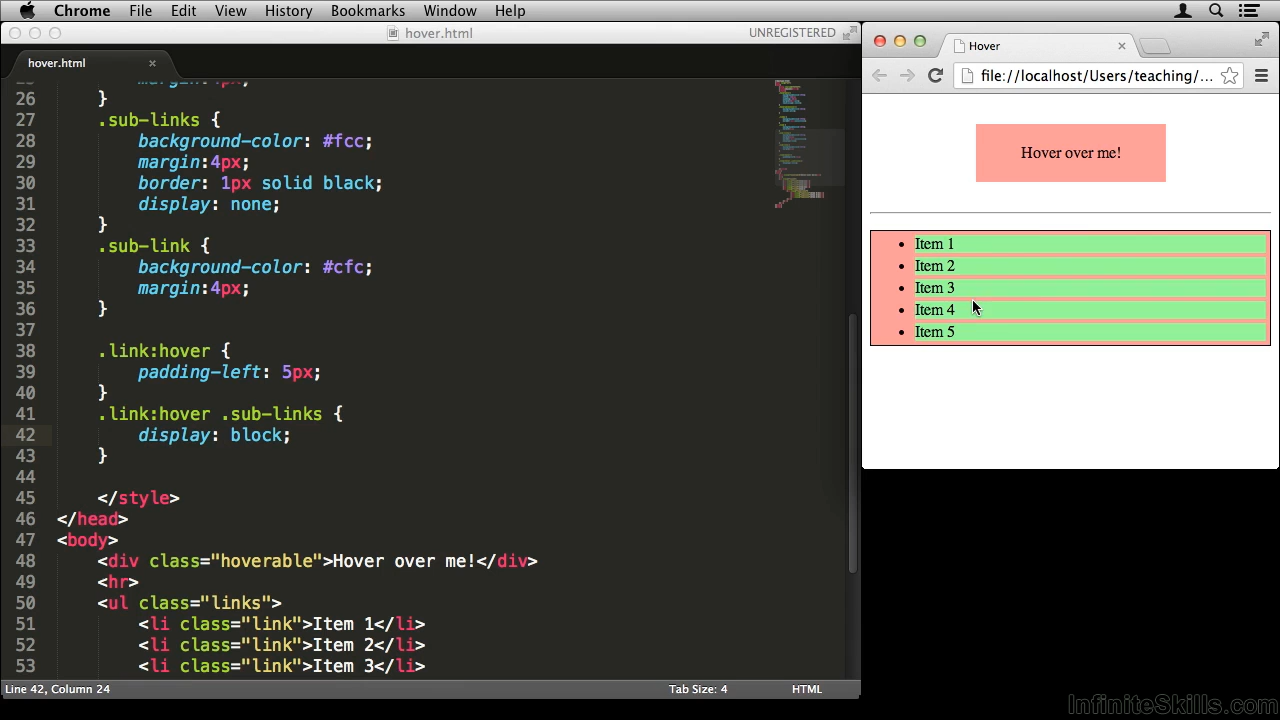 Chrome File Edit View History Bookmarks Window Help
hover.html UNREGISTERED
hover.html
26 }
27 .sub-links {
28 background-color: #fcc;
29 margin:4px;
30 border: 1px solid black;
31 display: none;
32 }
33 .sub-link {
34 background-color: #cfc;
35 margin:4px;
36 }
37
38 .link:hover {
39 padding-left: 5px;
40 }
41 .link:hover .sub-links {
42 display: block;
43 }
44
45 </style>
46 </head>
47 <body>
48 <div class="hoverable">Hover over me!</div>
49 <hr>
50 <ul class="links">
51 <li class="link">Item 1</li>
52 <li class="link">Item 2</li>
53 <li class="link">Item 3</li>
Line 42, Column 24 Tab Size: 4 HTML
Hover
file://localhost/Users/teaching/...
Hover over me!
• Item 1
• Item 2
• Item 3
• Item 4
• Item 5
InfiniteSkills.com